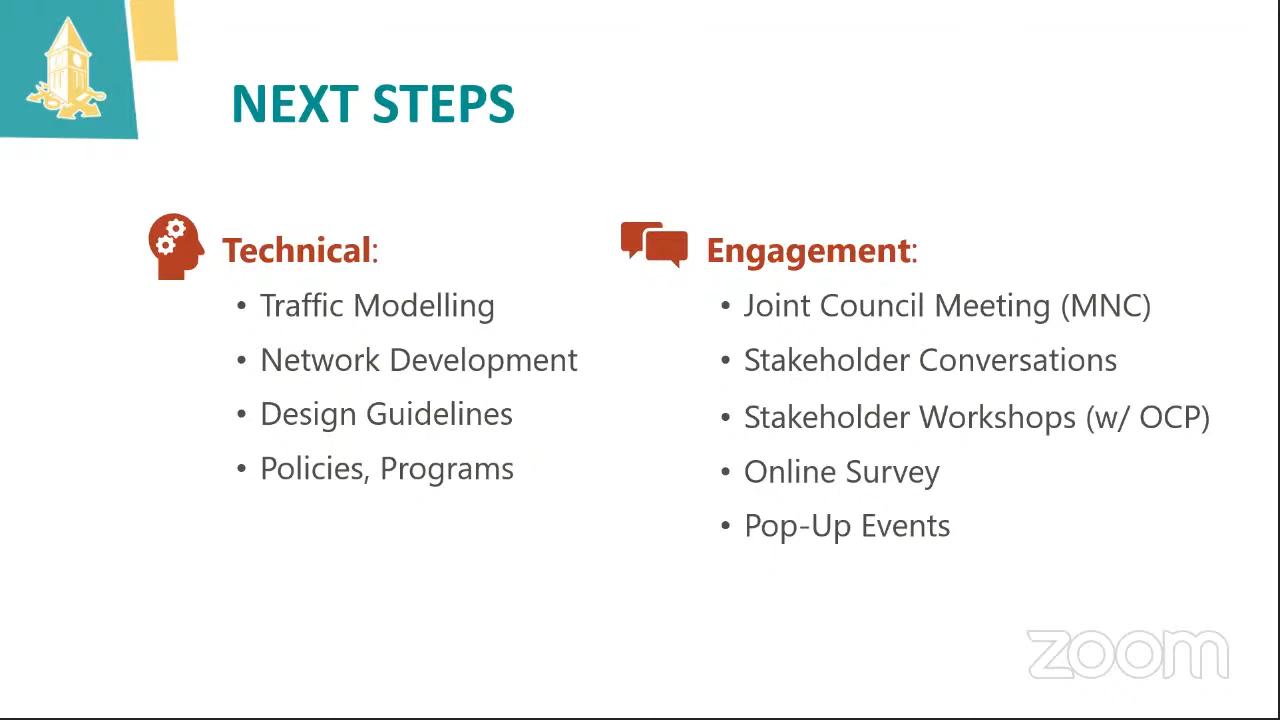 NEXT STEPS
Technical:
• Traffic Modelling
• Network Development
• Design Guidelines
• Policies, Programs
Engagement:
• Joint Council Meeting (MNC)
• Stakeholder Conversations
• Stakeholder Workshops (w/ OCP)
• Online Survey
• Pop-Up Events
zoom